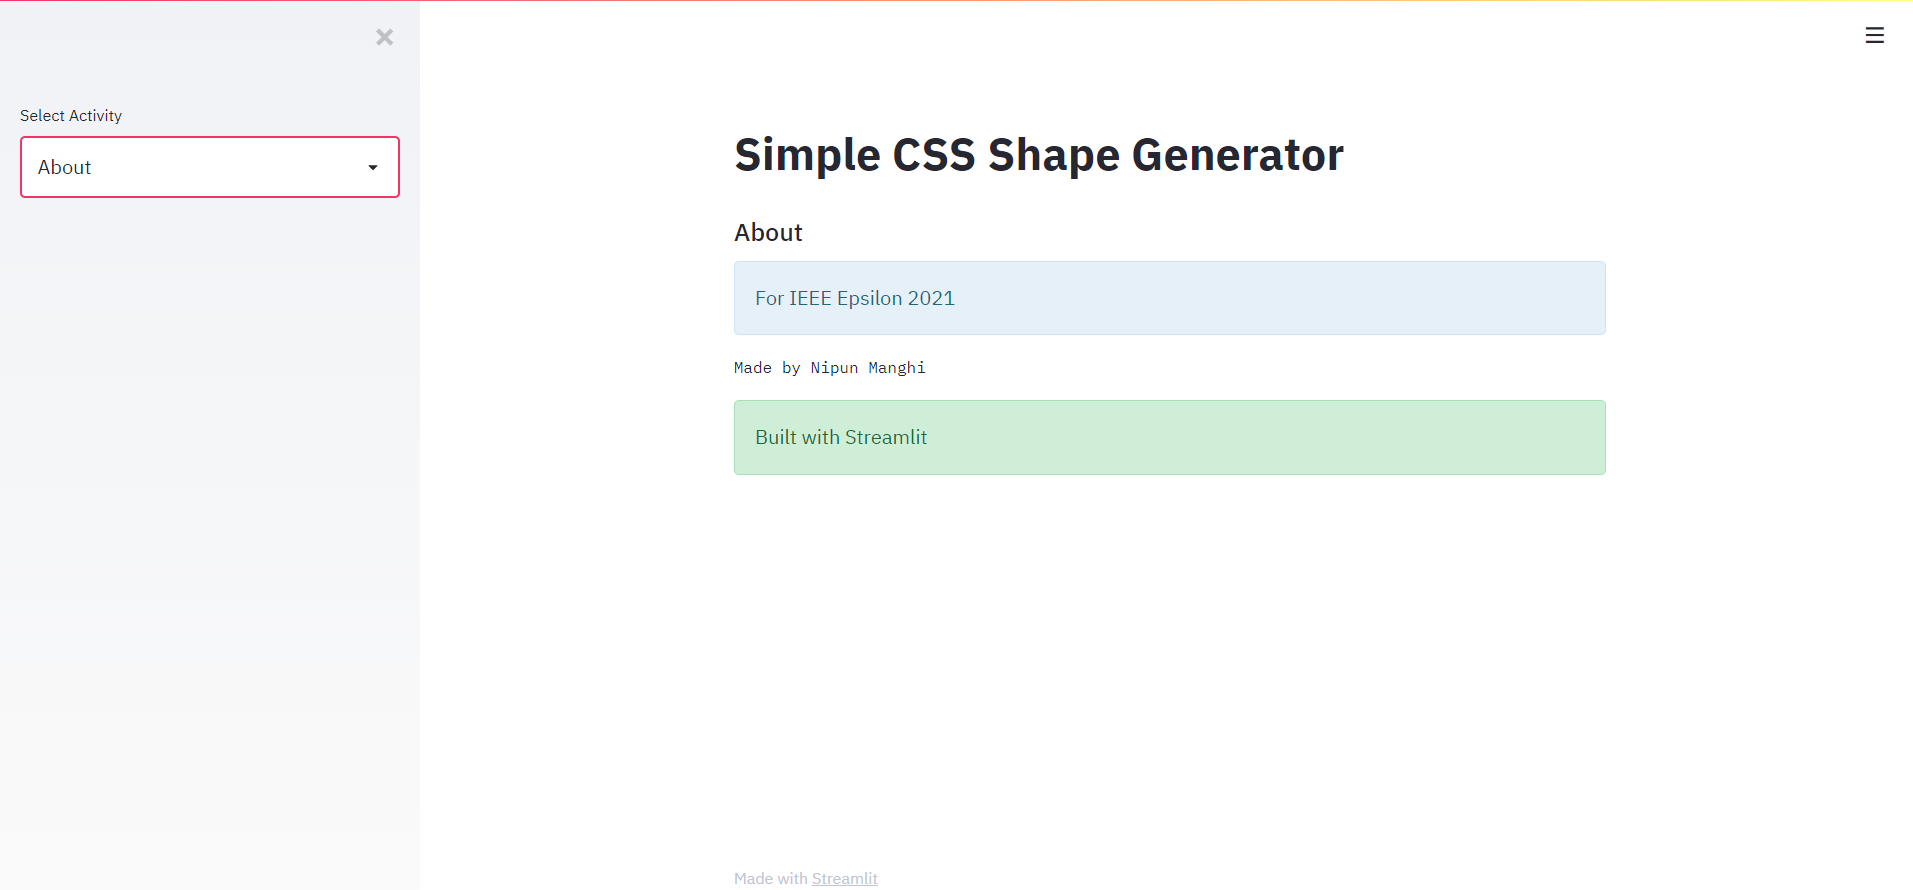 Select Activity
About
Simple CSS Shape Generator
About
For IEEE Epsilon 2021
Made by Nipun Manghi
Built with Streamlit
Made with Streamlit